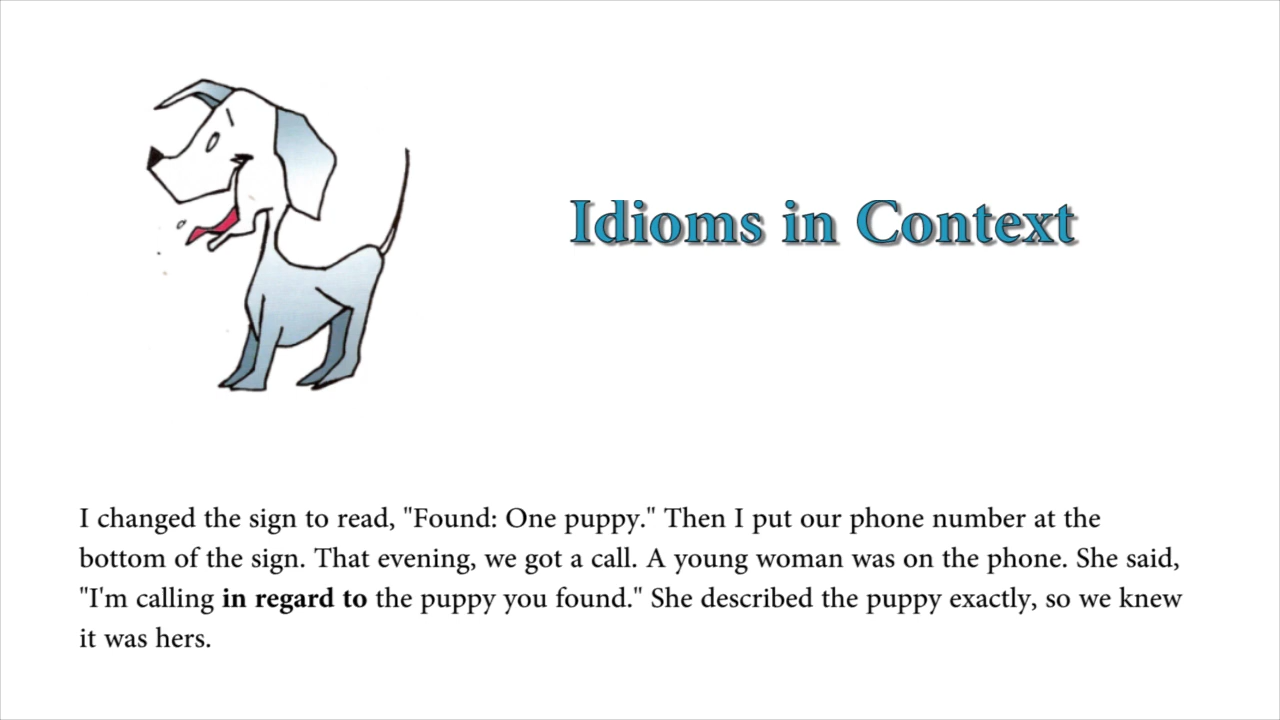 Idioms in Context
I changed the sign to read, "Found: One puppy." Then I put our phone number at the
bottom of the sign. That evening, we got a call. A young woman was on the phone. She said,
"I'm calling in regard to the puppy you found." She described the puppy exactly, so we knew
it was hers.